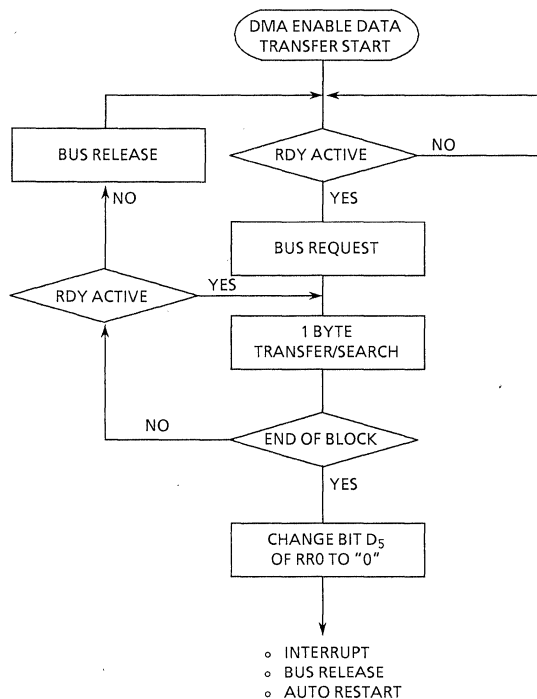 DMA ENABLE DATA
TRANSFER START
BUS RELEASE
RDY ACTIVE
NO
NO
YES
BUS REQUEST
RDY ACTIVE
YES
1 BYTE
TRANSFER/SEARCH
NO
END OF BLOCK
YES
CHANGE BIT D5
OF RR0 TO "0"
∘ INTERRUPT
∘ BUS RELEASE
∘ AUTO RESTART